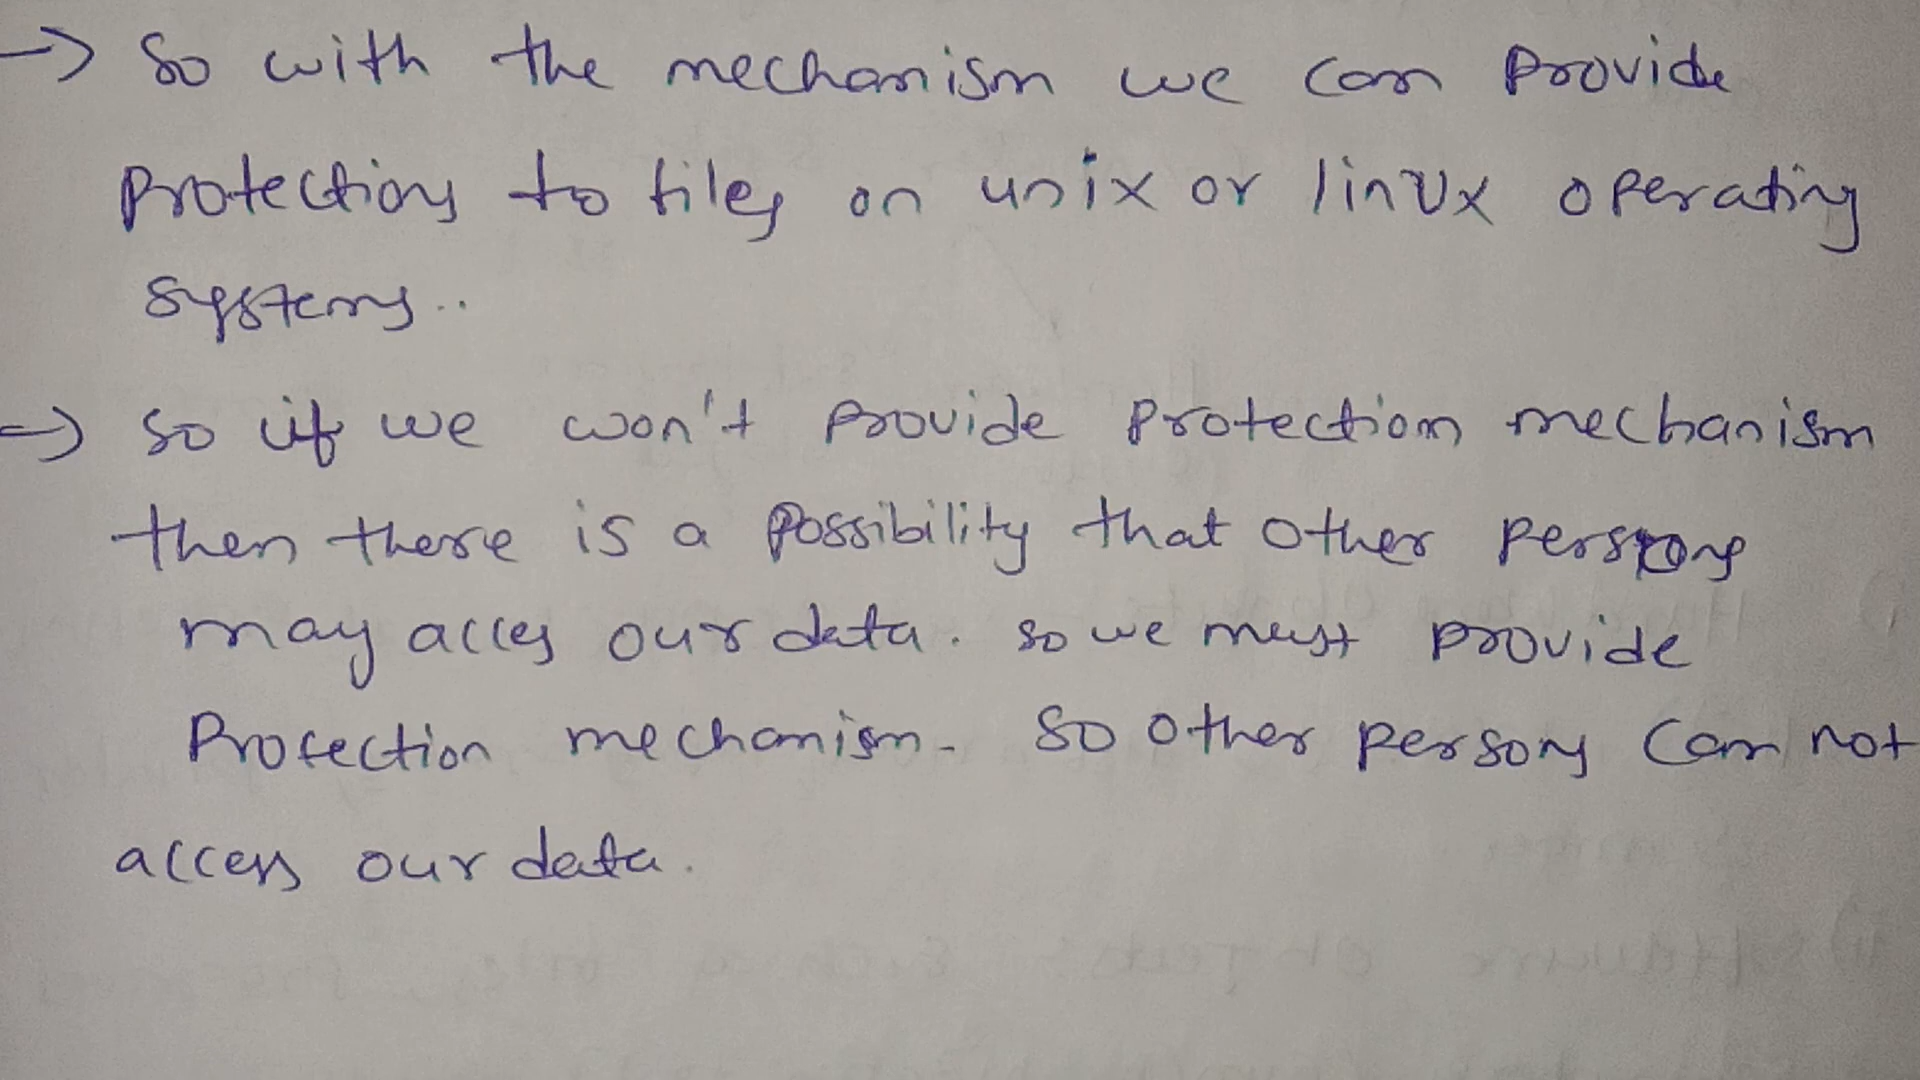 → So with the mechanism we can provide
protections to files on unix or linux operating
systems..
⇒ so if we won't provide protection mechanism
then there is a possibility that other persons
may acces our data. so we must provide
Protection mechanism. So other persons can not
access our data.